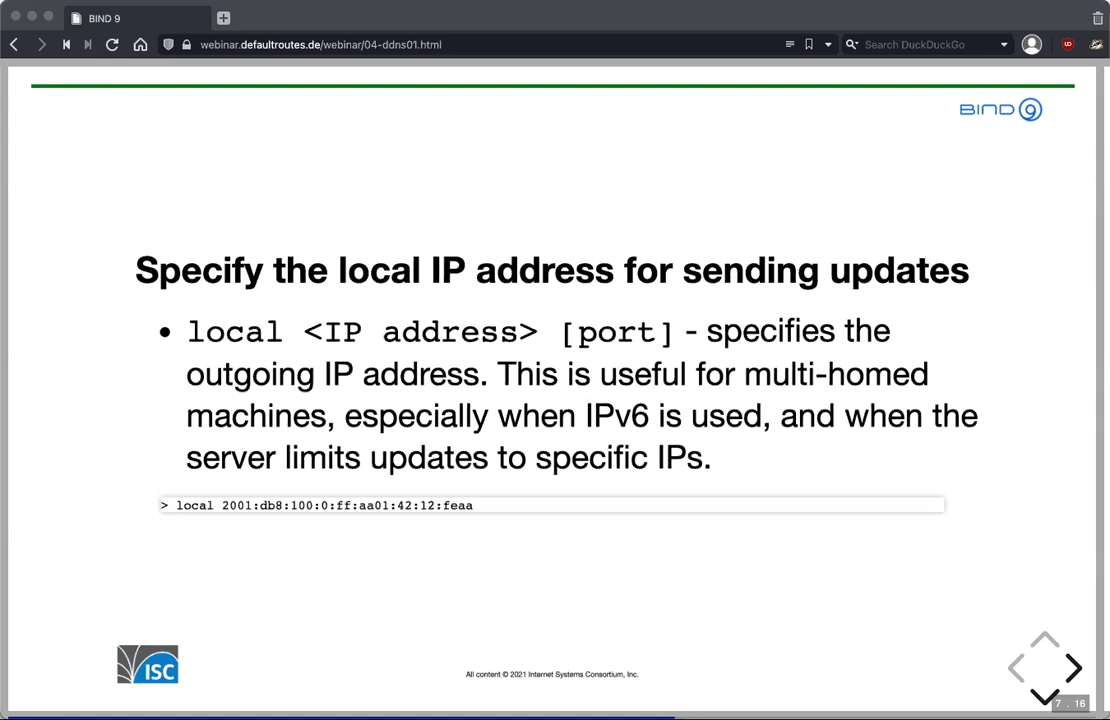 BIND 9
webinar.defaultroutes.de/webinar/04-ddns01.html
Search DuckDuckGo
BIND 9
Specify the local IP address for sending updates
• local <IP address> [port] - specifies the
outgoing IP address. This is useful for multi-homed
machines, especially when IPv6 is used, and when the
server limits updates to specific IPs.
> local 2001:db8:100:0:ff:aa01:42:12:feaa
ISC
All content © 2021 Internet Systems Consortium, Inc.
7 . 16